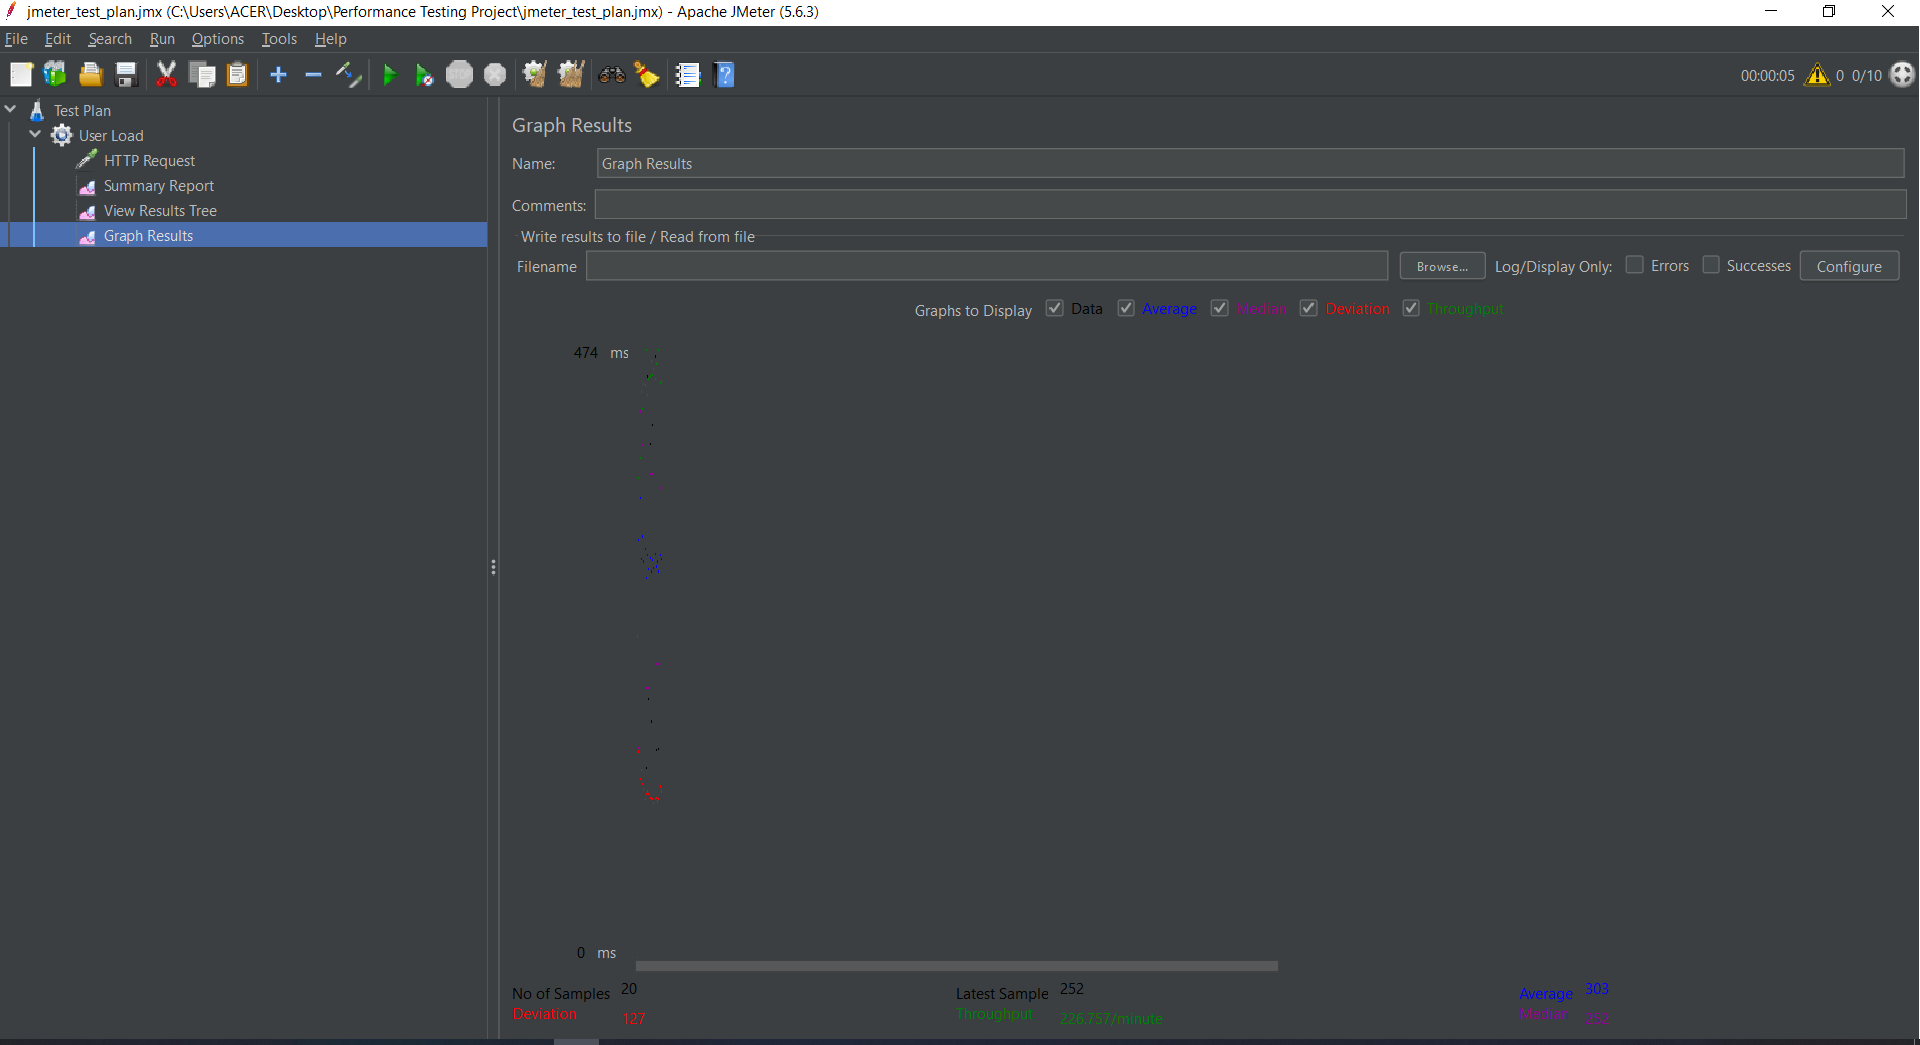 jmeter_test_plan.jmx (C:\Users\ACER\Desktop\Performance Testing Project\jmeter_test_plan.jmx) - Apache JMeter (5.6.3)
File Edit Search Run Options Tools Help
STOP 00:00:05 0 0/10
Test Plan
User Load
HTTP Request
Summary Report
View Results Tree
Graph Results
Graph Results
Name: Graph Results
Comments:
Write results to file / Read from file
Filename Browse... Log/Display Only: Errors Successes Configure
Graphs to Display Data Average Median Deviation Throughput
474 ms
0 ms
No of Samples 20 Latest Sample 252 Average 303
Deviation 127 Throughput 226.757/minute Median